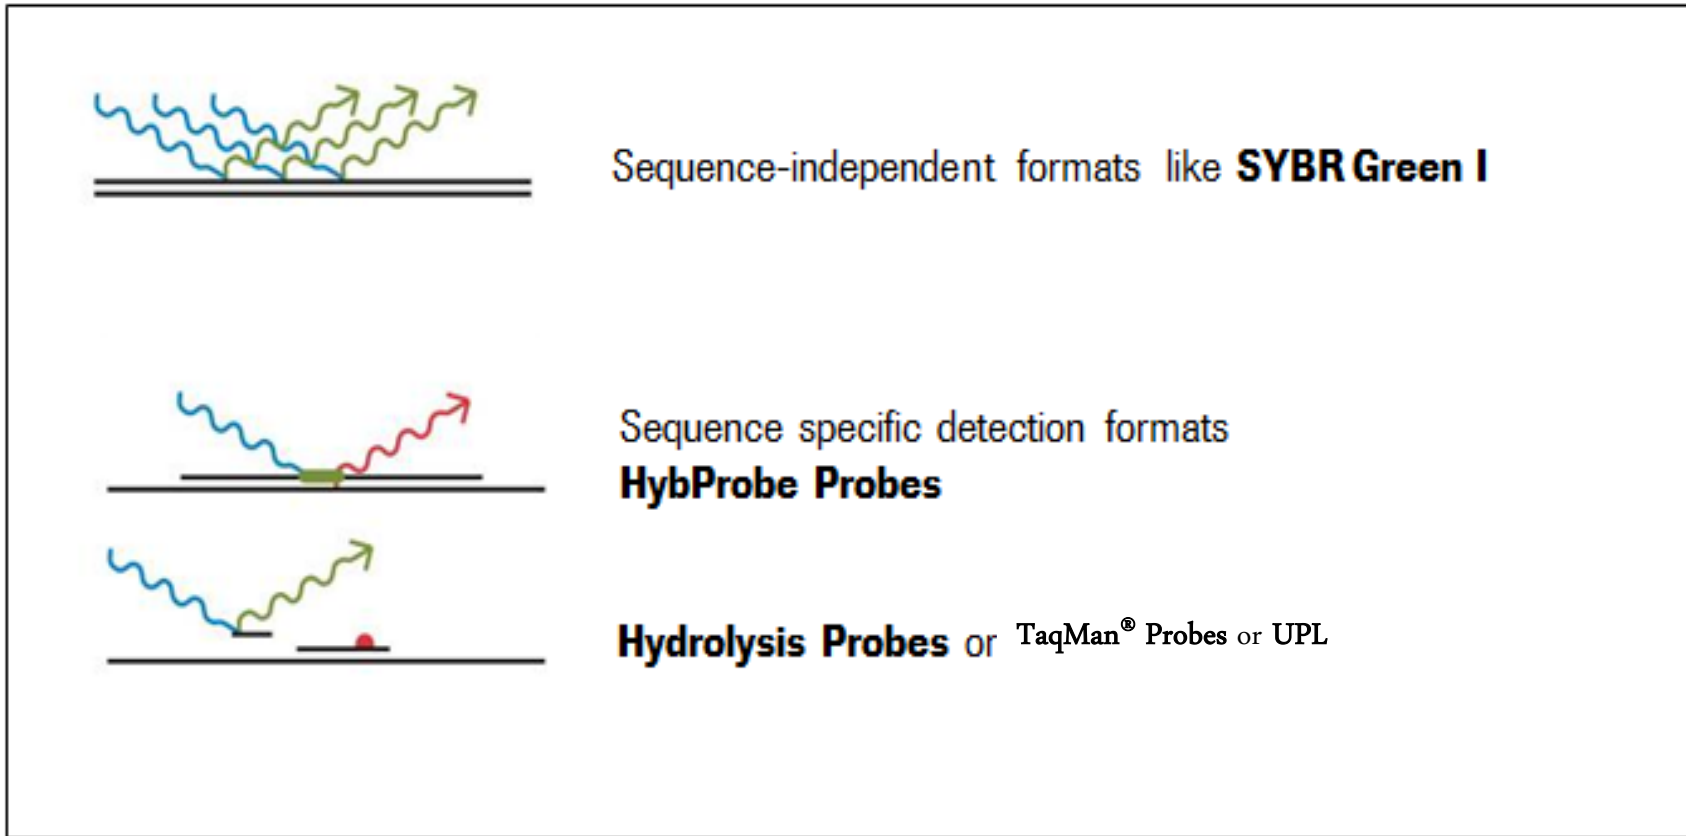 Sequence-independent formats like SYBR Green I
Sequence specific detection formats
HybProbe Probes
Hydrolysis Probes or TaqMan® Probes or UPL